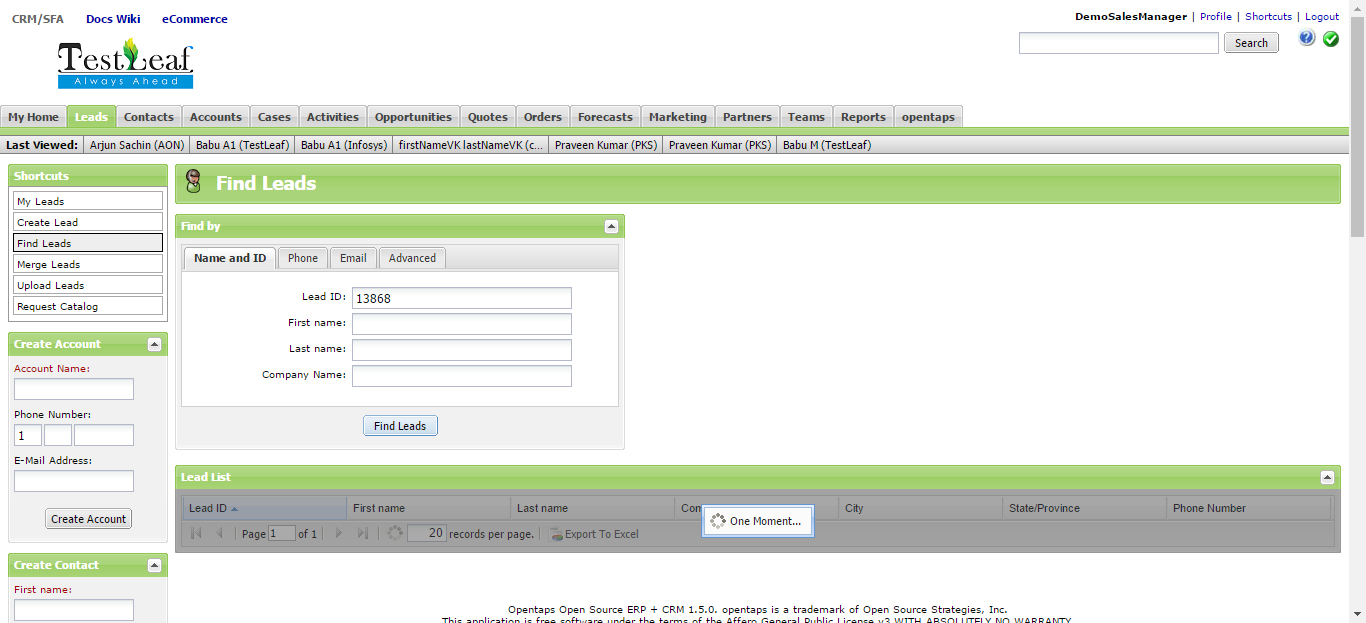 CRM/SFA Docs Wiki eCommerce
DemoSalesManager | Profile | Shortcuts | Logout
Search
TestLeaf
Always Ahead
My Home Leads Contacts Accounts Cases Activities Opportunities Quotes Orders Forecasts Marketing Partners Teams Reports opentaps
Last Viewed: Arjun Sachin (AON) Babu A1 (TestLeaf) Babu A1 (Infosys) firstNameVK lastNameVK (c... Praveen Kumar (PKS) Praveen Kumar (PKS) Babu M (TestLeaf)
Shortcuts
My Leads
Create Lead
Find Leads
Merge Leads
Upload Leads
Request Catalog
Create Account
Account Name:
Phone Number:
1
E-Mail Address:
Create Account
Create Contact
First name:
Find Leads
Find by
Name and ID Phone Email Advanced
Lead ID: 13868
First name:
Last name:
Company Name:
Find Leads
Lead List
Lead ID First name Last name Com City State/Province Phone Number
One Moment...
Page 1 of 1 20 records per page. Export To Excel
Opentaps Open Source ERP + CRM 1.5.0. opentaps is a trademark of Open Source Strategies, Inc.
This application is free software under the terms of the Affero General Public License v3 WITH ABSOLUTELY NO WARRANTY